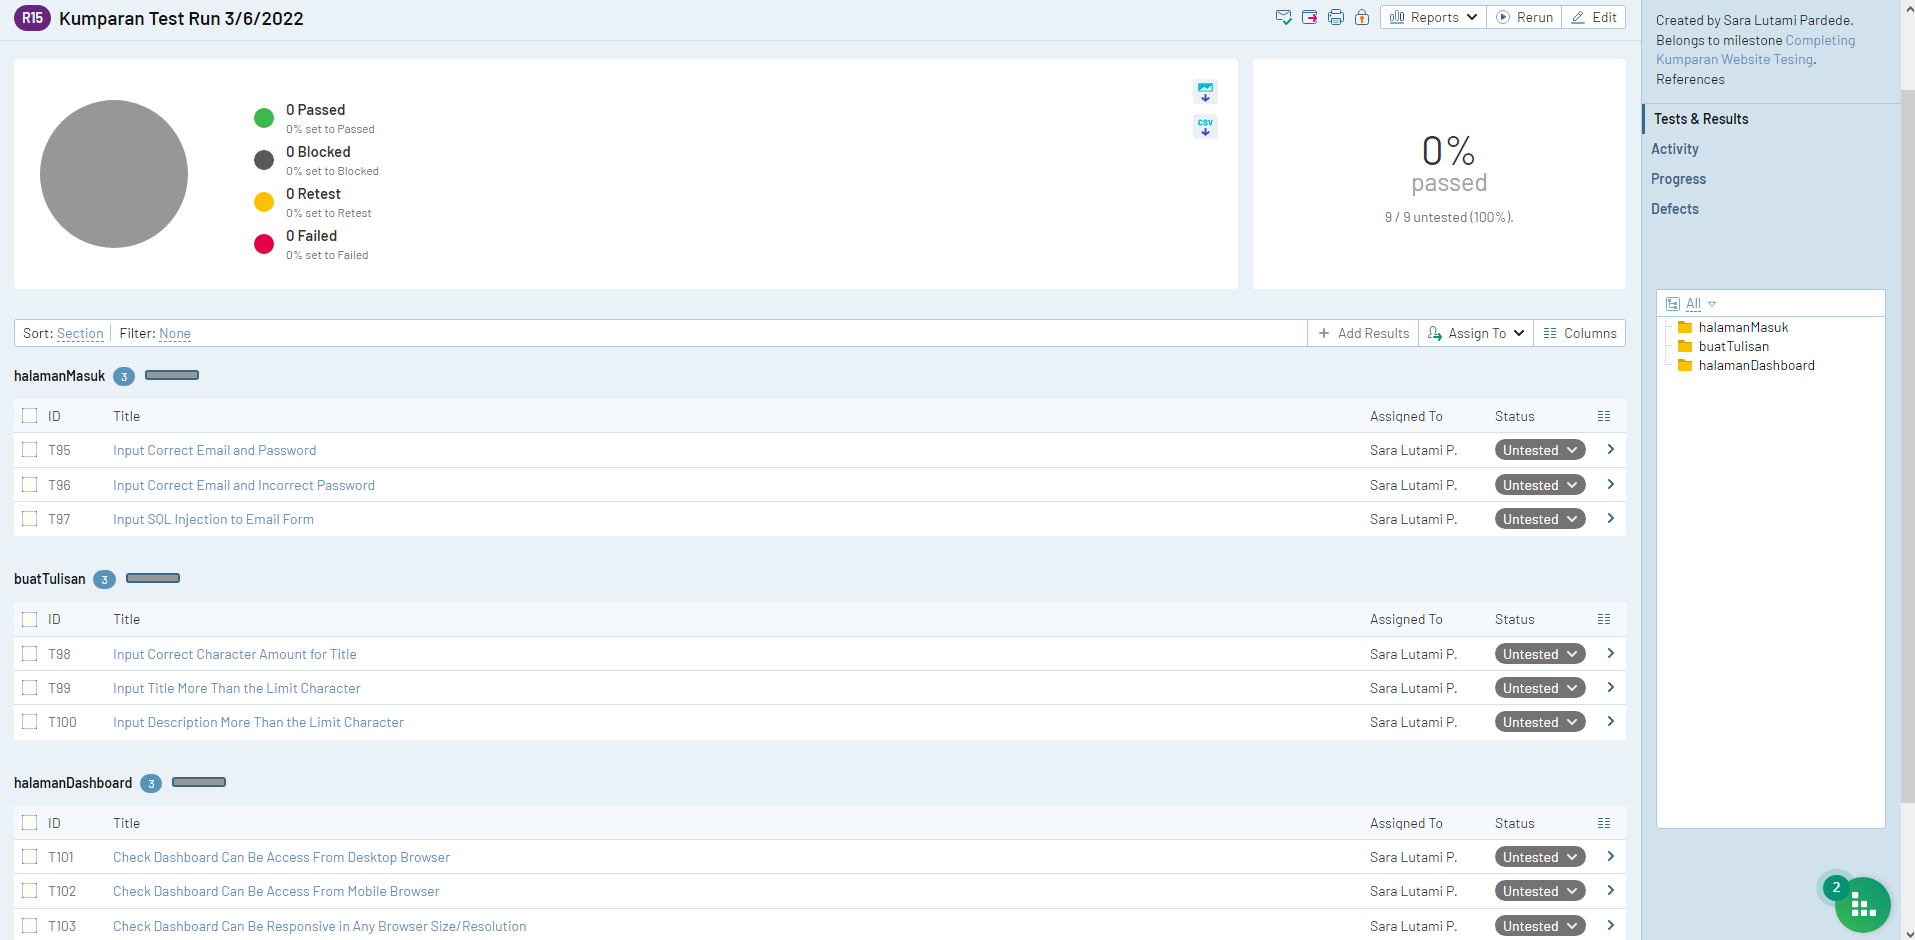 R15 Kumparan Test Run 3/6/2022
Reports Rerun Edit
0 Passed
0% set to Passed
0 Blocked
0% set to Blocked
0 Retest
0% set to Retest
0 Failed
0% set to Failed
CSV
0%
passed
9 / 9 untested (100%).
Sort: Section Filter: None
+ Add Results Assign To Columns
halamanMasuk 3
ID Title Assigned To Status
T95 Input Correct Email and Password Sara Lutami P. Untested
T96 Input Correct Email and Incorrect Password Sara Lutami P. Untested
T97 Input SQL Injection to Email Form Sara Lutami P. Untested
buatTulisan 3
ID Title Assigned To Status
T98 Input Correct Character Amount for Title Sara Lutami P. Untested
T99 Input Title More Than the Limit Character Sara Lutami P. Untested
T100 Input Description More Than the Limit Character Sara Lutami P. Untested
halamanDashboard 3
ID Title Assigned To Status
T101 Check Dashboard Can Be Access From Desktop Browser Sara Lutami P. Untested
T102 Check Dashboard Can Be Access From Mobile Browser Sara Lutami P. Untested
T103 Check Dashboard Can Be Responsive in Any Browser Size/Resolution Sara Lutami P. Untested
Created by Sara Lutami Pardede.
Belongs to milestone Completing
Kumparan Website Tesing.
References
Tests & Results
Activity
Progress
Defects
All
halamanMasuk
buatTulisan
halamanDashboard
2